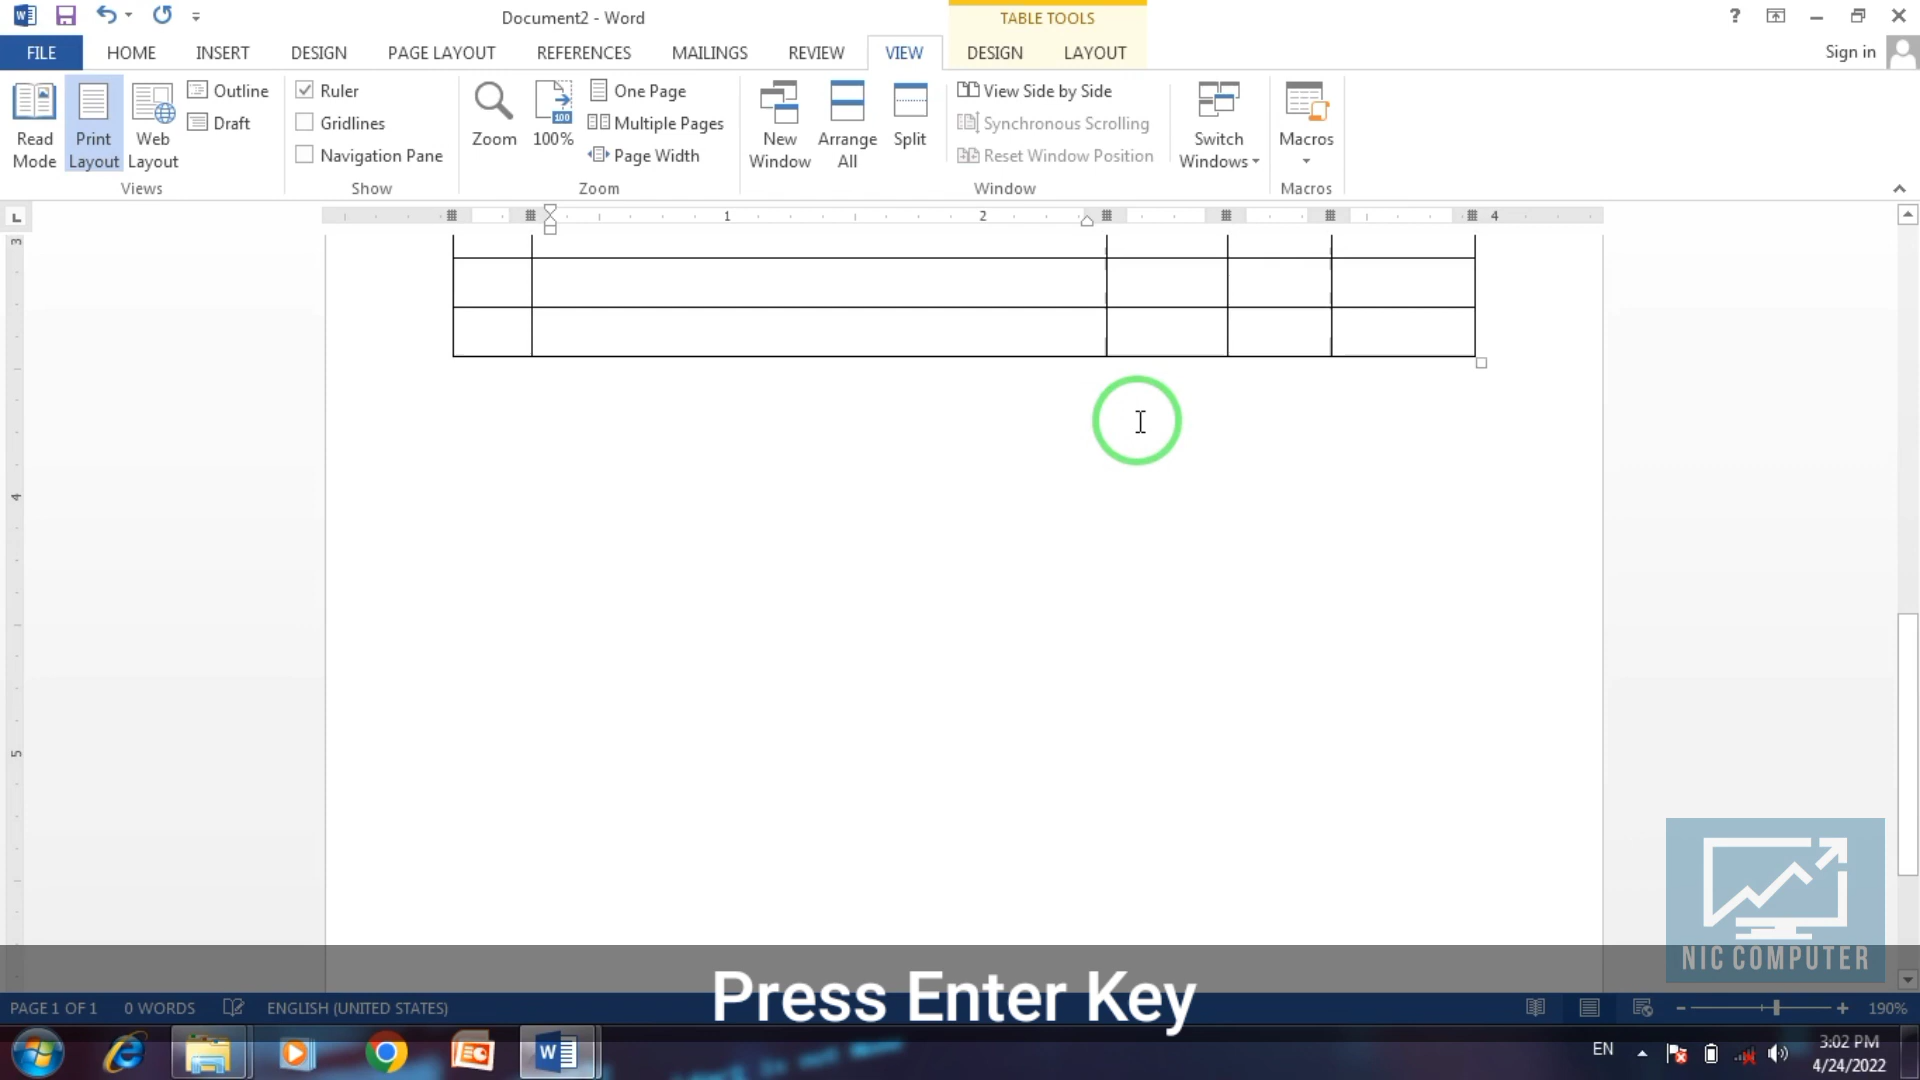 Document2 - Word
TABLE TOOLS
FILE HOME INSERT DESIGN PAGE LAYOUT REFERENCES MAILINGS REVIEW VIEW DESIGN LAYOUT Sign in
Read Mode
Print Layout
Web Layout
Outline
Draft
Views
Ruler
Gridlines
Navigation Pane
Show
Zoom
100
100%
One Page
Multiple Pages
Page Width
Zoom
New Window
Arrange All
Split
View Side by Side
Synchronous Scrolling
Reset Window Position
Window
Switch Windows
Macros
Macros
1 2 4
3
4
5
NIC COMPUTER
Press Enter Key
PAGE 1 OF 1 0 WORDS ENGLISH (UNITED STATES) 190%
EN
3:02 PM
4/24/2022